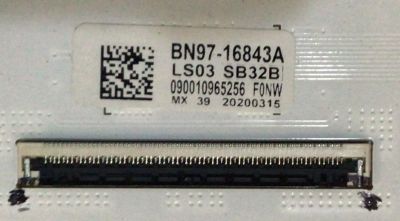 BN97-16843A
LS03 SB32B
090010965256 F0NW
MX 39 20200315